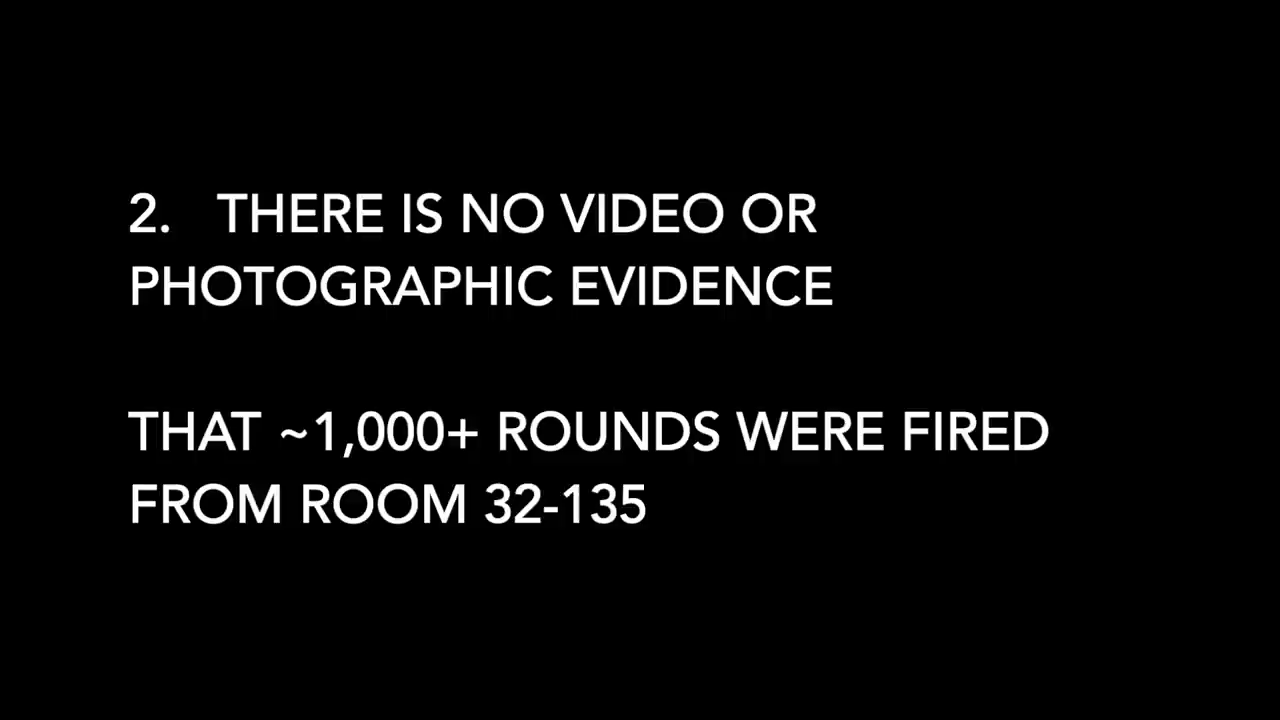 2. THERE IS NO VIDEO OR
PHOTOGRAPHIC EVIDENCE
THAT ~1,000+ ROUNDS WERE FIRED
FROM ROOM 32-135